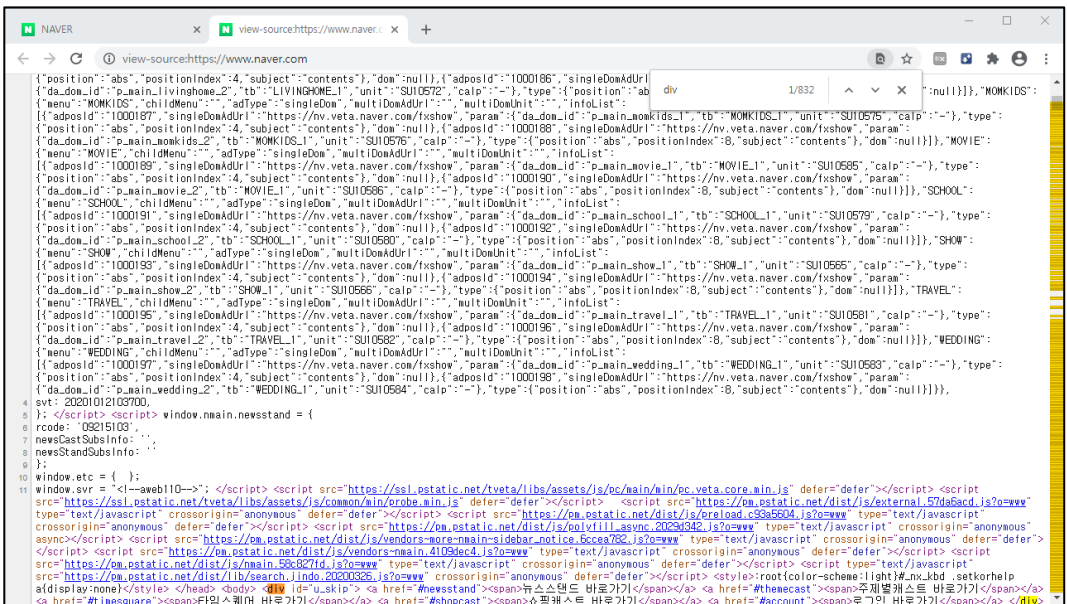 NAVER
view-source:https://www.naver.c
view-source:https://www.naver.com
div
1/832
{"position":"abs","positionIndex":4,"subject":"contents"},"dom":null},{"adposId":"1000186","singleDomAdUrl
{"da_dom_id":"p_main_livinghome_2","tb":"LIVINGHOME_1","unit":"SU10572","calp":"-"},"type":{"position":"ab :null}]},"MOMKIDS":
{"menu":"MOMKIDS","childMenu":"","adType":"singleDom","multiDomAdUrl":"","multiDomUnit":"","infoList":
[{"adposId":"1000187","singleDomAdUrl":"https://nv.veta.naver.com/fxshow","param":{"da_dom_id":"p_main_momkids_1","tb":"MOMKIDS_1","unit":"SU10575","calp":"-"},"type":
{"position":"abs","positionIndex":4,"subject":"contents"},"dom":null},{"adposId":"1000188","singleDomAdUrl":"https://nv.veta.naver.com/fxshow","param":
{"da_dom_id":"p_main_momkids_2","tb":"MOMKIDS_1","unit":"SU10576","calp":"-"},"type":{"position":"abs","positionIndex":8,"subject":"contents"},"dom":null}]},"MOVIE":
{"menu":"MOVIE","childMenu":"","adType":"singleDom","multiDomAdUrl":"","multiDomUnit":"","infoList":
[{"adposId":"1000189","singleDomAdUrl":"https://nv.veta.naver.com/fxshow","param":{"da_dom_id":"p_main_movie_1","tb":"MOVIE_1","unit":"SU10585","calp":"-"},"type":
{"position":"abs","positionIndex":4,"subject":"contents"},"dom":null},{"adposId":"1000190","singleDomAdUrl":"https://nv.veta.naver.com/fxshow","param":
{"da_dom_id":"p_main_movie_2","tb":"MOVIE_1","unit":"SU10586","calp":"-"},"type":{"position":"abs","positionIndex":8,"subject":"contents"},"dom":null}]},"SCHOOL":
{"menu":"SCHOOL","childMenu":"","adType":"singleDom","multiDomAdUrl":"","multiDomUnit":"","infoList":
[{"adposId":"1000191","singleDomAdUrl":"https://nv.veta.naver.com/fxshow","param":{"da_dom_id":"p_main_school_1","tb":"SCHOOL_1","unit":"SU10579","calp":"-"},"type":
{"position":"abs","positionIndex":4,"subject":"contents"},"dom":null},{"adposId":"1000192","singleDomAdUrl":"https://nv.veta.naver.com/fxshow","param":
{"da_dom_id":"p_main_school_2","tb":"SCHOOL_1","unit":"SU10580","calp":"-"},"type":{"position":"abs","positionIndex":8,"subject":"contents"},"dom":null}]},"SHOW":
{"menu":"SHOW","childMenu":"","adType":"singleDom","multiDomAdUrl":"","multiDomUnit":"","infoList":
[{"adposId":"1000193","singleDomAdUrl":"https://nv.veta.naver.com/fxshow","param":{"da_dom_id":"p_main_show_1","tb":"SHOW_1","unit":"SU10565","calp":"-"},"type":
{"position":"abs","positionIndex":4,"subject":"contents"},"dom":null},{"adposId":"1000194","singleDomAdUrl":"https://nv.veta.naver.com/fxshow","param":
{"da_dom_id":"p_main_show_2","tb":"SHOW_1","unit":"SU10566","calp":"-"},"type":{"position":"abs","positionIndex":8,"subject":"contents"},"dom":null}]},"TRAVEL":
{"menu":"TRAVEL","childMenu":"","adType":"singleDom","multiDomAdUrl":"","multiDomUnit":"","infoList":
[{"adposId":"1000195","singleDomAdUrl":"https://nv.veta.naver.com/fxshow","param":{"da_dom_id":"p_main_travel_1","tb":"TRAVEL_1","unit":"SU10581","calp":"-"},"type":
{"position":"abs","positionIndex":4,"subject":"contents"},"dom":null},{"adposId":"1000196","singleDomAdUrl":"https://nv.veta.naver.com/fxshow","param":
{"da_dom_id":"p_main_travel_2","tb":"TRAVEL_1","unit":"SU10582","calp":"-"},"type":{"position":"abs","positionIndex":8,"subject":"contents"},"dom":null}]},"WEDDING":
{"menu":"WEDDING","childMenu":"","adType":"singleDom","multiDomAdUrl":"","multiDomUnit":"","infoList":
[{"adposId":"1000197","singleDomAdUrl":"https://nv.veta.naver.com/fxshow","param":{"da_dom_id":"p_main_wedding_1","tb":"WEDDING_1","unit":"SU10583","calp":"-"},"type":
{"position":"abs","positionIndex":4,"subject":"contents"},"dom":null},{"adposId":"1000198","singleDomAdUrl":"https://nv.veta.naver.com/fxshow","param":
{"da_dom_id":"p_main_wedding_2","tb":"WEDDING_1","unit":"SU10584","calp":"-"},"type":{"position":"abs","positionIndex":8,"subject":"contents"},"dom":null}]}},
4 svt: 20201012103700,
5 }; </script> <script> window.nmain.newsstand = {
6 rcode: '09215103',
7 newsCastSubsInfo: '',
8 newsStandSubsInfo: ''
9 };
10 window.etc = { };
11 window.svr = "<!--aweb110-->"; </script> <script src="https://ssl.pstatic.net/tveta/libs/assets/js/pc/main/min/pc.veta.core.min.js" defer="defer"></script> <script
src="https://ssl.pstatic.net/tveta/libs/assets/js/common/min/probe.min.js" defer="defer"></script> <script src="https://pm.pstatic.net/dist/js/external.57da6acd.js?o=www"
type="text/javascript" crossorigin="anonymous" defer="defer"></script> <script src="https://pm.pstatic.net/dist/js/preload.c93a5604.js?o=www" type="text/javascript"
crossorigin="anonymous" defer="defer"></script> <script src="https://pm.pstatic.net/dist/js/polyfill_async.2029d342.js?o=www" type="text/javascript" crossorigin="anonymous"
async></script> <script src="https://pm.pstatic.net/dist/js/vendors-more-nmain-sidebar_notice.6ccea782.js?o=www" type="text/javascript" crossorigin="anonymous" defer="defer">
</script> <script src="https://pm.pstatic.net/dist/js/vendors-nmain.4109dec4.js?o=www" type="text/javascript" crossorigin="anonymous" defer="defer"></script> <script
src="https://pm.pstatic.net/dist/js/nmain.58c827fd.js?o=www" type="text/javascript" crossorigin="anonymous" defer="defer"></script> <script
src="https://pm.pstatic.net/dist/lib/search.jindo.20200326.js?o=www" crossorigin="anonymous" defer="defer"></script> <style>:root{color-scheme:light}#_nx_kbd .setkorhelp
a{display:none}</style> </head> <body> <div id="u_skip"> <a href="#newsstand"><span>뉴스스탠드 바로가기</span></a> <a href="#themecast"><span>주제별캐스트 바로가기</span></a>
<a href="#timesquare"><span>타임스퀘어 바로가기</span></a> <a href="#shopcast"><span>쇼핑캐스트 바로가기</span></a> <a href="#account"><span>로그인 바로가기</span></a> </div>